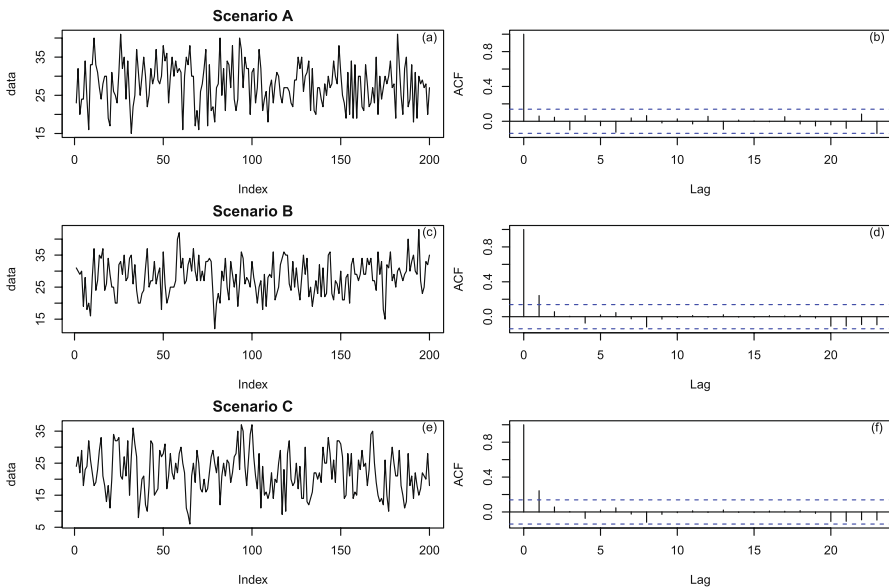 Scenario A
(a)
data
15 25 35
0 50 100 150 200
Index
(b)
ACF
0.0 0.4 0.8
0 5 10 15 20
Lag
Scenario B
(c)
data
15 25 35
0 50 100 150 200
Index
(d)
ACF
0.0 0.4 0.8
0 5 10 15 20
Lag
Scenario C
(e)
data
5 15 25 35
0 50 100 150 200
Index
(f)
ACF
0.0 0.4 0.8
0 5 10 15 20
Lag